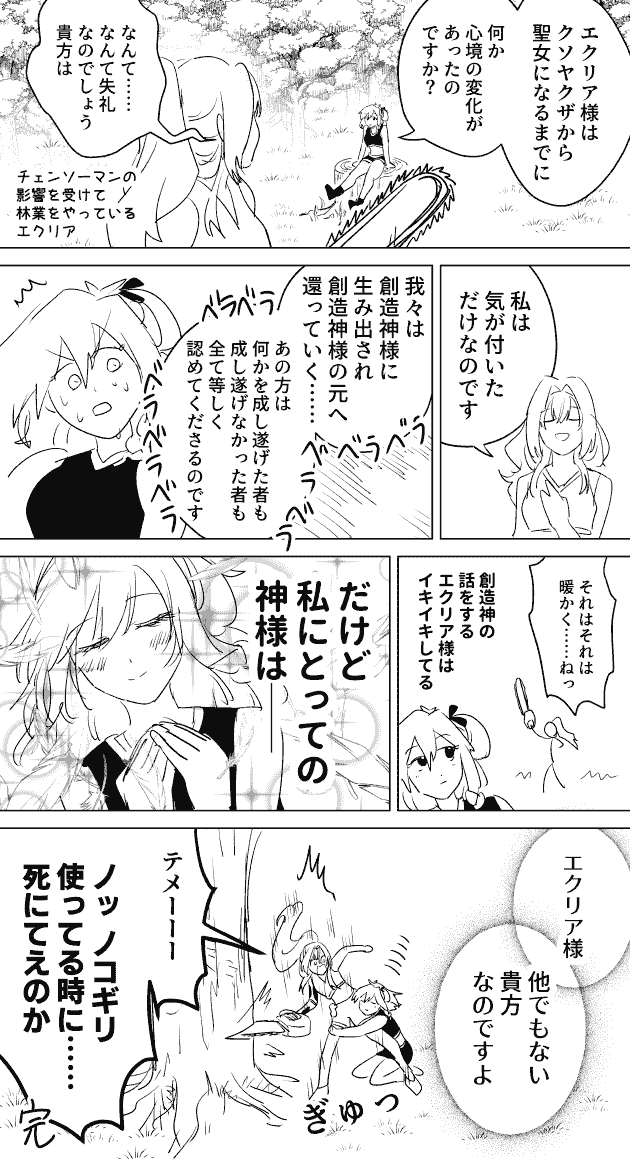 エクリア様は
クソヤクザから
聖女になるまでに
何か
心境の変化が
あったの
ですか?
なんて……
なんて失礼
なのでしょう
貴方は
チェンソーマンの
影響を受けて
林業をやっている
エクリア
私は
気が付いた
だけなのです
我々は
創造神様に
生み出され
創造神様の元へ
還っていく……
ベラベラ
ベラベラ
あの方は
何かを成し遂げた者も
成し遂げなかった者も
全て等しく
認めてくださるのです
ベラベラ
ベラベラ
それはそれは
暖かく……ねっ
創造神の
話をする
エクリア様は
イキイキしてる
だけど
私にとっての
神様は──
エクリア様
他でもない
貴方
なのですよ
ぎゅっ
テメーーー
ノッ ノコギリ
使ってる時に……
死にてえのか
完